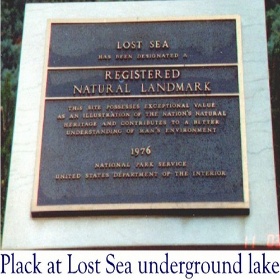 LOST SEA
HAS BEEN DESIGNATED A
REGISTERED
NATURAL LANDMARK
THIS SITE POSSESSES EXCEPTIONAL VALUE
AS AN ILLUSTRATION OF THE NATION'S NATURAL
HERITAGE AND CONTRIBUTES TO A BETTER
UNDERSTANDING OF MAN'S ENVIRONMENT
1976
NATIONAL PARK SERVICE
UNITED STATES DEPARTMENT OF THE INTERIOR
Plack at Lost Sea underground lake